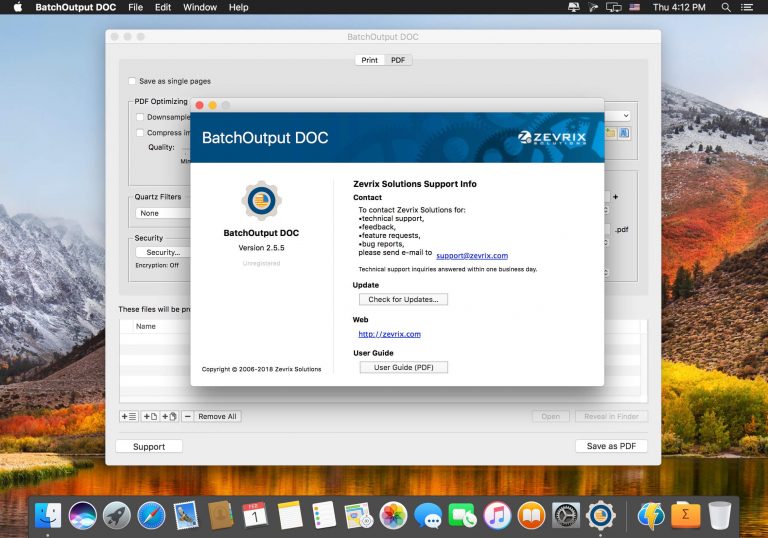 BatchOutput DOC File Edit Window Help Thu 4:12 PM
BatchOutput DOC
Print PDF
Save as single pages
PDF Optimizing
Downsample
Compress im
Quality:
Quartz Filters
None
Security
Security...
Encryption: Off
.pdf
+
These files will be pr
Name
BatchOutput DOC
ZEVRIX
SOLUTIONS
BatchOutput DOC
Version 2.5.5
Unregistered
Copyright © 2006-2018 Zevrix Solutions
Zevrix Solutions Support Info
Contact
To contact Zevrix Solutions for:
•technical support,
•feedback,
•feature requests,
•bug reports,
please send e-mail to support@zevrix.com
Technical support inquiries answered within one business day.
Update
Check for Updates...
Web
http://zevrix.com
User Guide
User Guide (PDF)
Remove All Open Reveal in Finder
Support Save as PDF
1
Σ